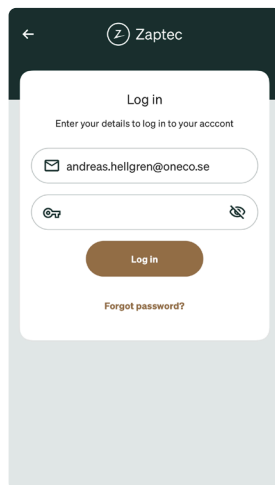 Zaptec
Log in
Enter your details to log in to your acccont
andreas.hellgren@oneco.se
Log in
Forgot password?